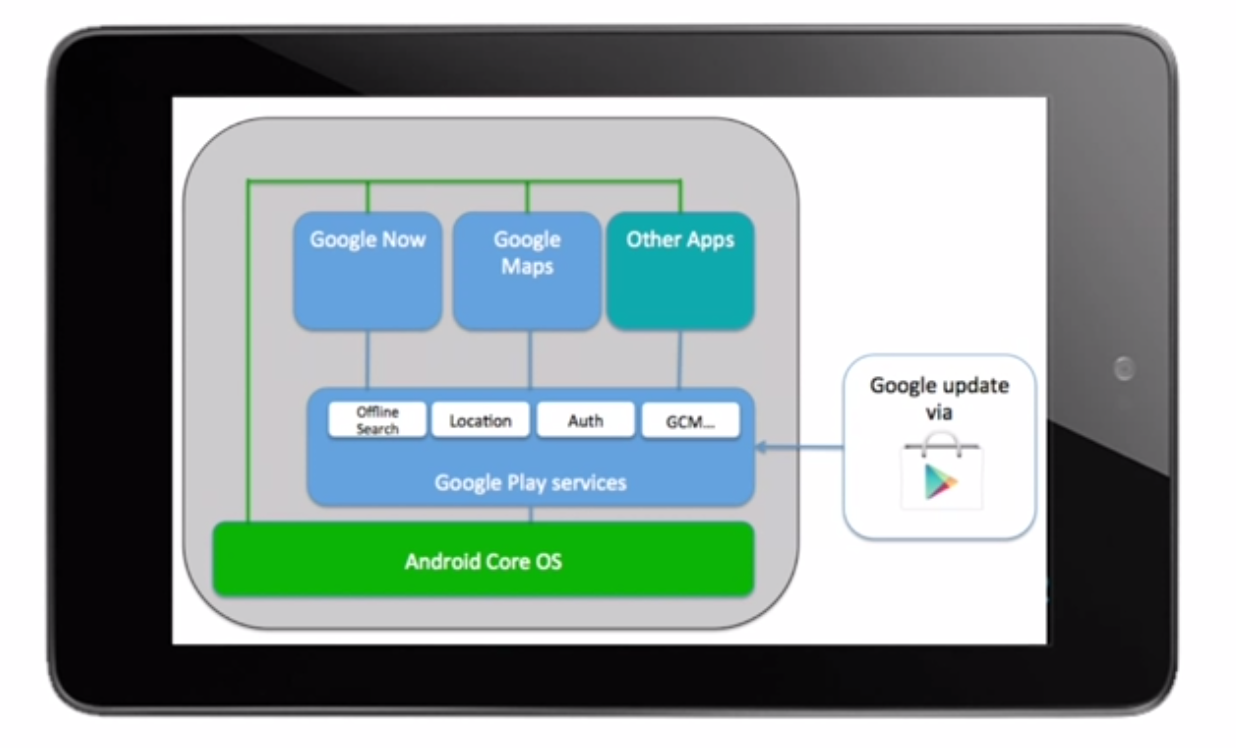 Google Now
Google
Maps
Other Apps
Offline
Search
Location
Auth
GCM...
Google Play services
Android Core OS
Google update
via